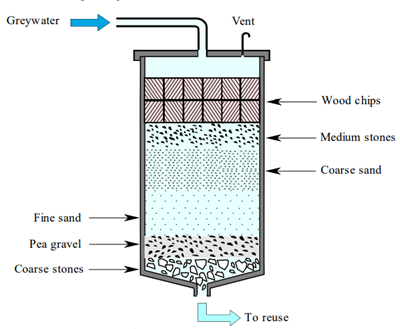 Greywater
Vent
Wood chips
Medium stones
Coarse sand
Fine sand
Pea gravel
Coarse stones
To reuse